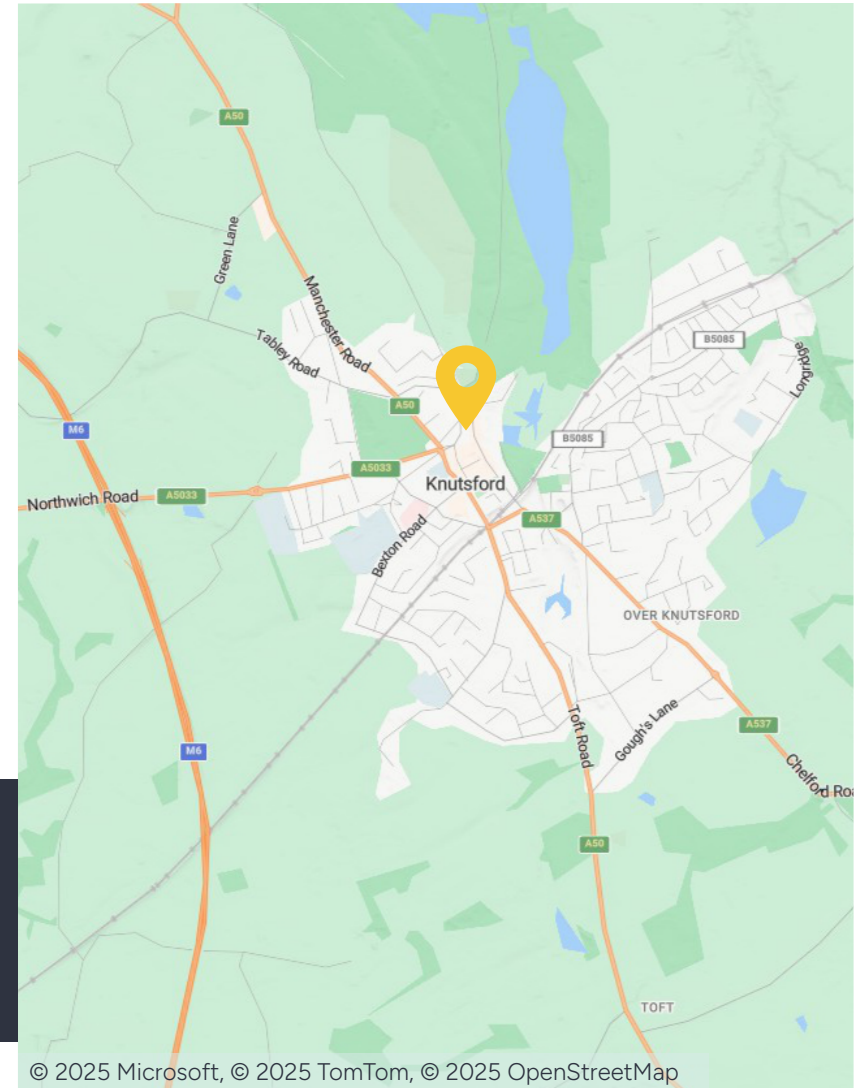 A50
Green Lane
Manchester Road
Tabley Road
B5085
Longridge
A50
M6
B5085
A5033
Northwich Road
A5033
Knutsford
A537
Bexton Road
OVER KNUTSFORD
Toft Road
Gough's Lane
A537
M6
Chelford Roa
A50
TOFT
© 2025 Microsoft, © 2025 TomTom, © 2025 OpenStreetMap